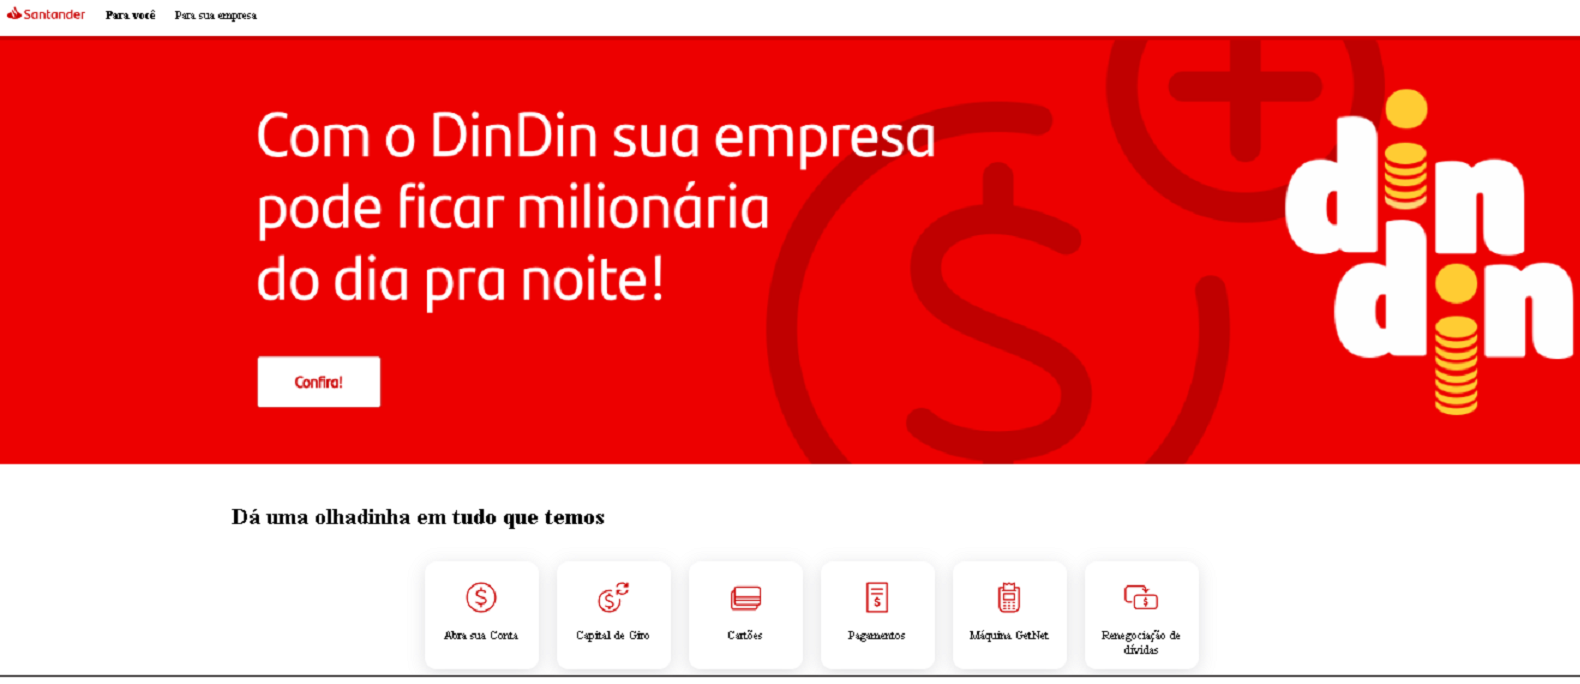 Santander Para você Para sua empresa
Com o DinDin sua empresa
pode ficar milionária
do dia pra noite!
din
din
Confira!
Dá uma olhadinha em tudo que temos
Abra sua Conta
Capital de Giro
Cartões
Pagamentos
Máquina GetNet
Renegociação de
dívidas